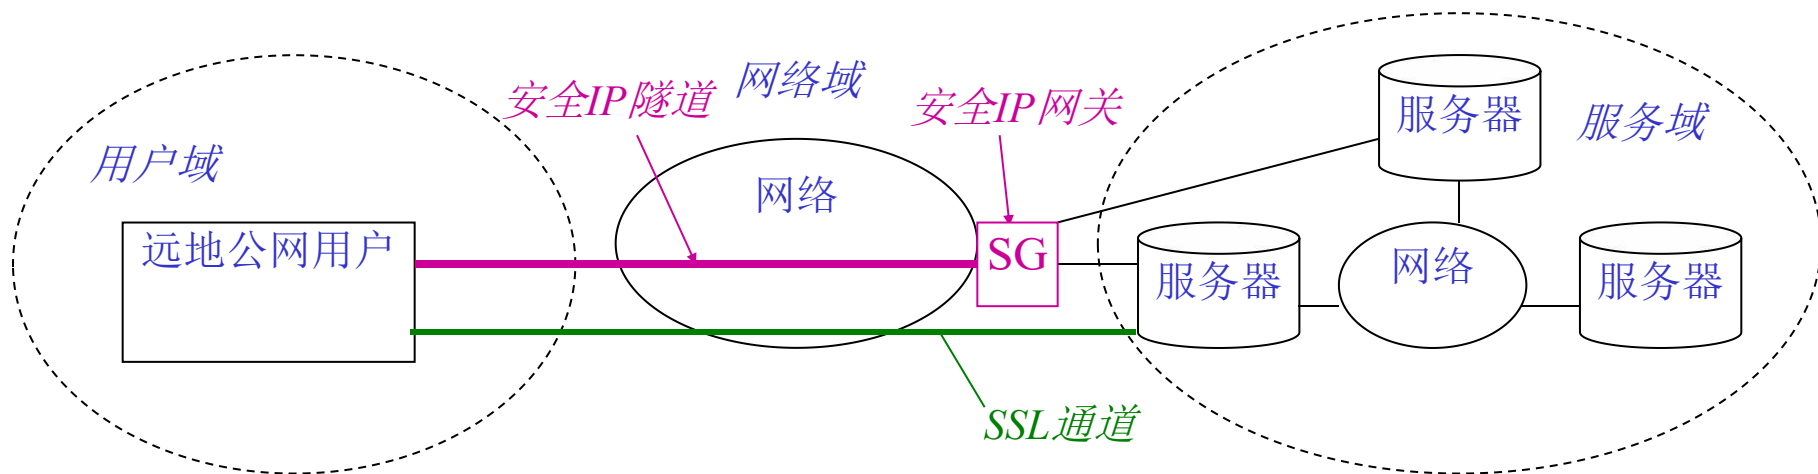 网络域
安全IP隧道
安全IP网关
服务器
服务域
用户域
网络
远地公网用户
SG
服务器
网络
服务器
SSL通道